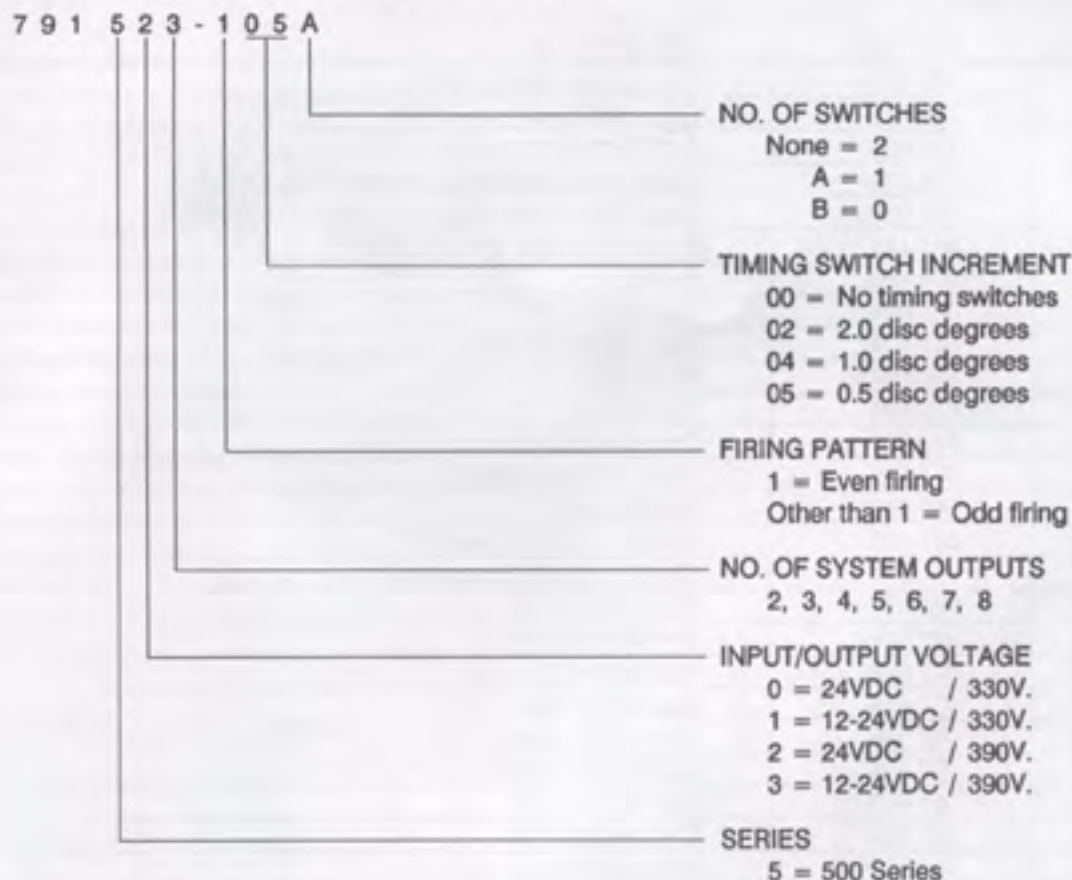 791 523-105A
NO. OF SWITCHES
None = 2
A = 1
B = 0
TIMING SWITCH INCREMENT
00 = No timing switches
02 = 2.0 disc degrees
04 = 1.0 disc degrees
05 = 0.5 disc degrees
FIRING PATTERN
1 = Even firing
Other than 1 = Odd firing
NO. OF SYSTEM OUTPUTS
2, 3, 4, 5, 6, 7, 8
INPUT/OUTPUT VOLTAGE
0 = 24VDC / 330V.
1 = 12-24VDC / 330V.
2 = 24VDC / 390V.
3 = 12-24VDC / 390V.
SERIES
5 = 500 Series